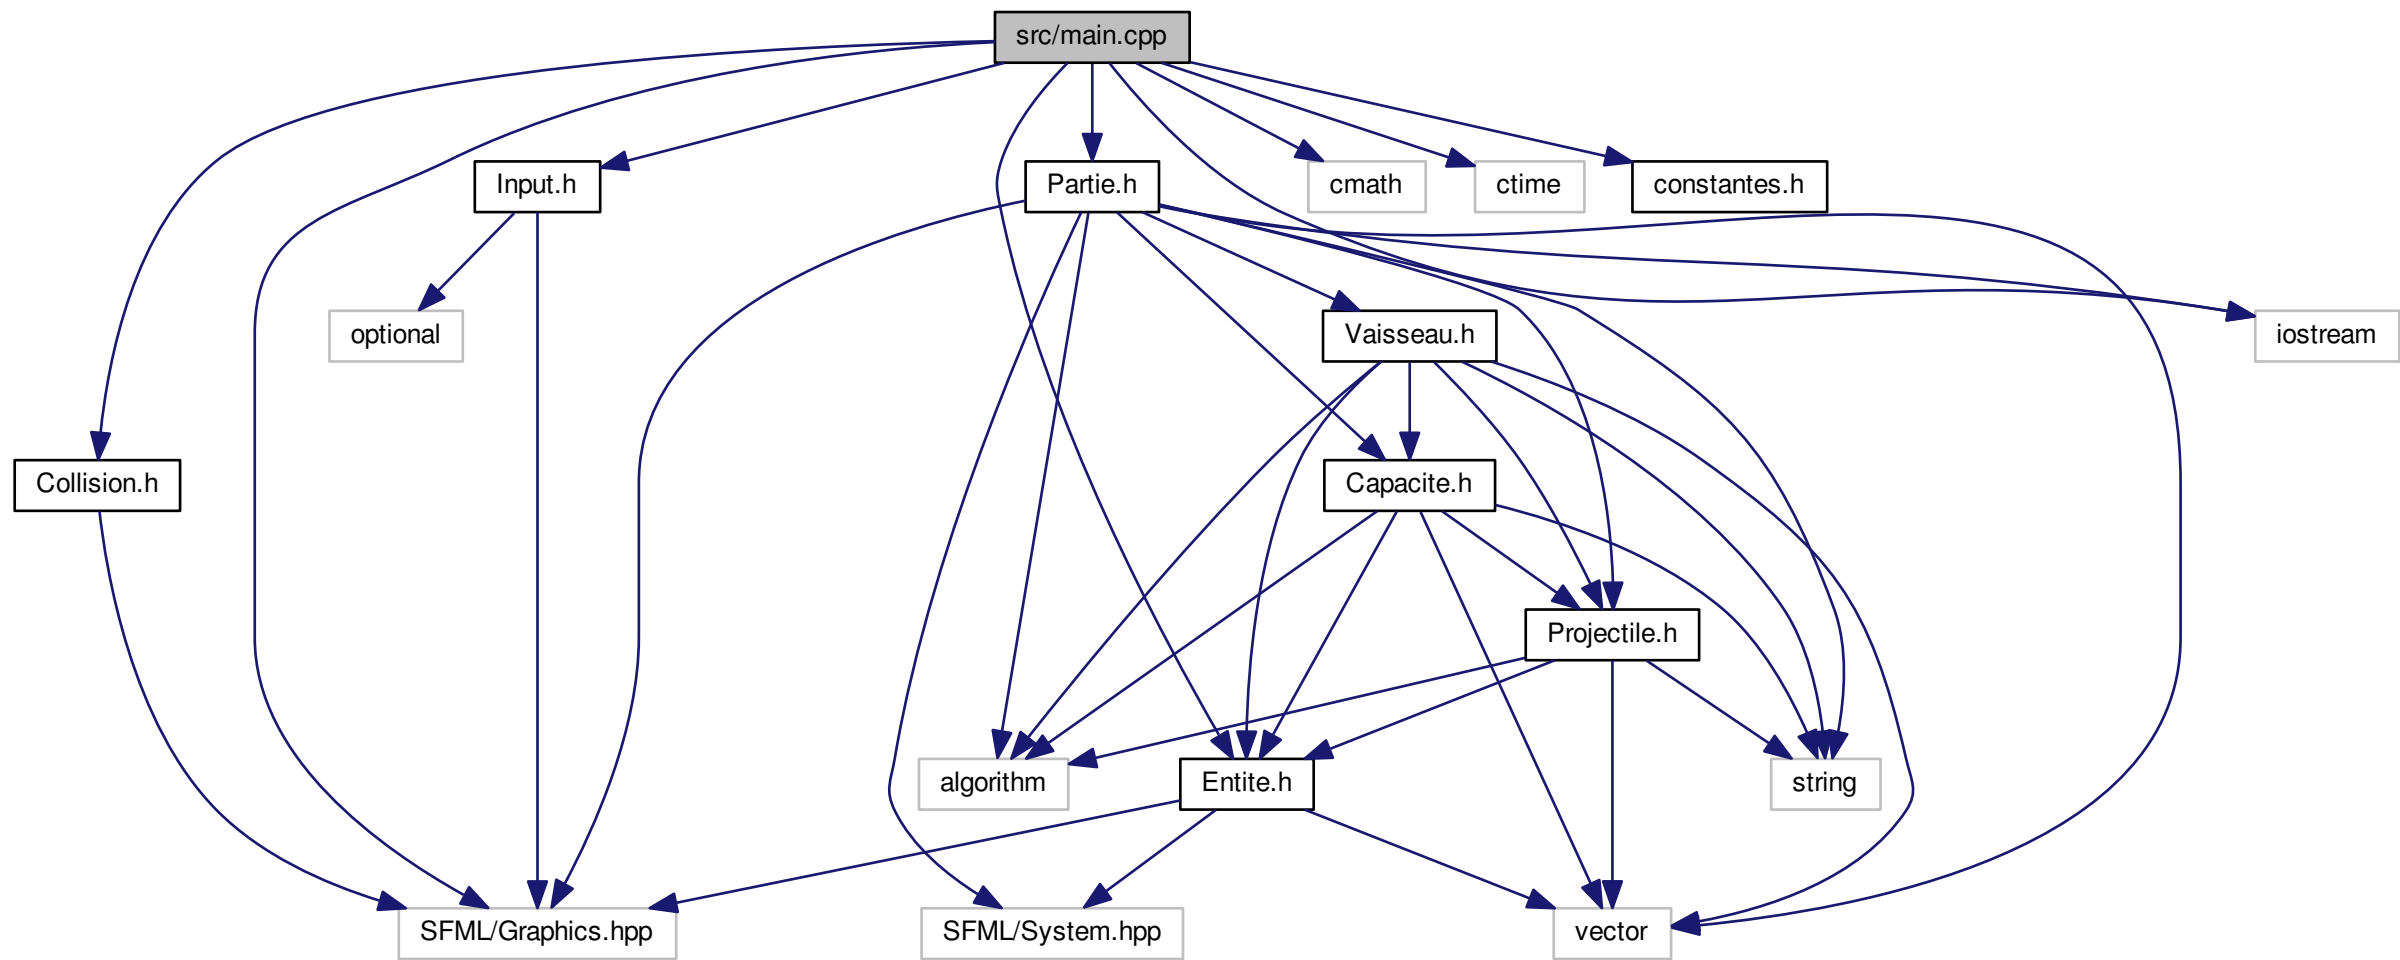 src/main.cpp
Input.h
Partie.h
cmath
ctime
constantes.h
optional
Vaisseau.h
iostream
Collision.h
Capacite.h
Projectile.h
algorithm
Entite.h
string
SFML/Graphics.hpp
SFML/System.hpp
vector